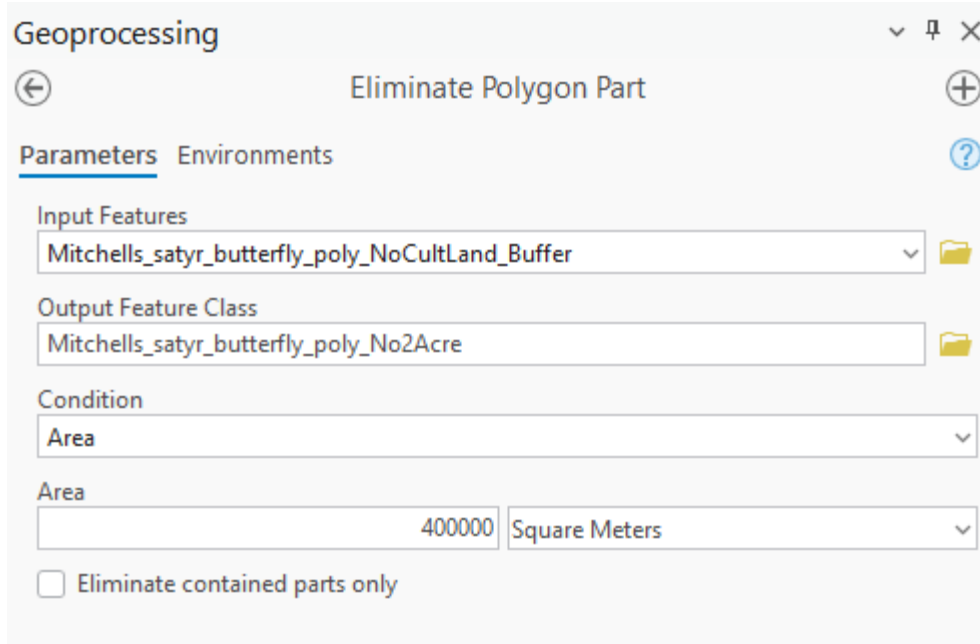 Geoprocessing
Eliminate Polygon Part
Parameters Environments
Input Features
Mitchells_satyr_butterfly_poly_NoCultLand_Buffer
Output Feature Class
Mitchells_satyr_butterfly_poly_No2Acre
Condition
Area
Area
400000 Square Meters
Eliminate contained parts only